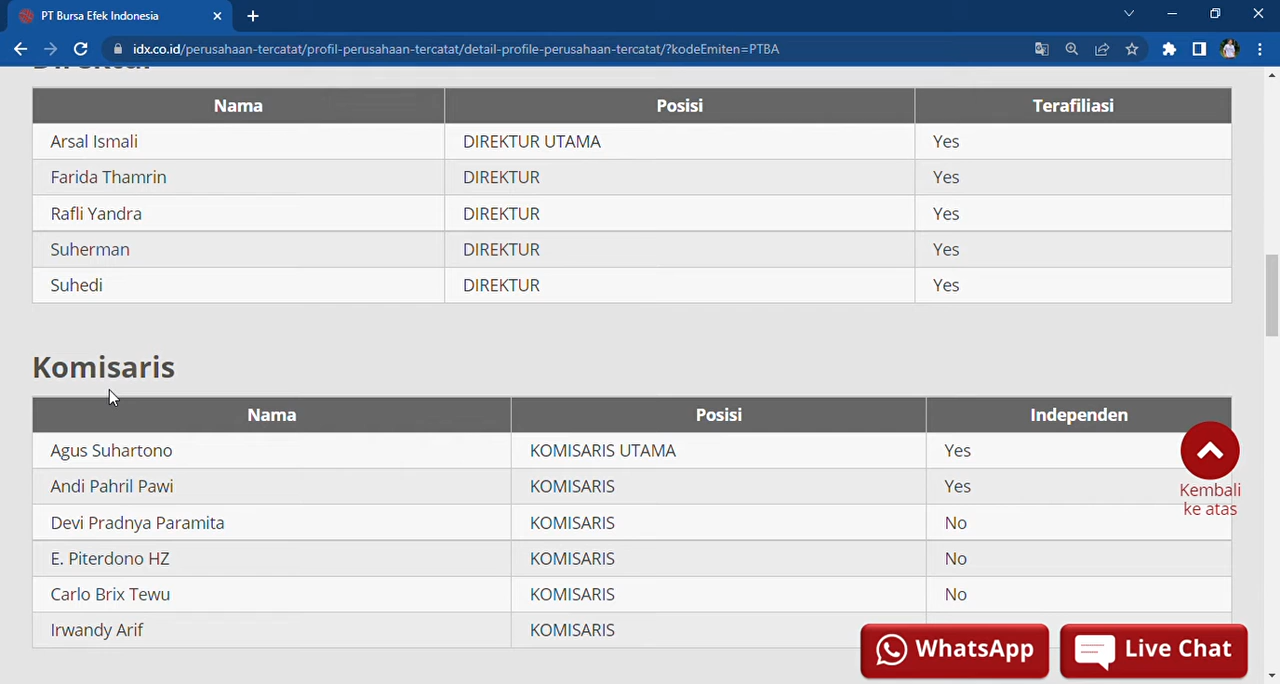 PT Bursa Efek Indonesia
idx.co.id/perusahaan-tercatat/profil-perusahaan-tercatat/detail-profile-perusahaan-tercatat/?kodeEmiten=PTBA
Direktur
Nama Posisi Terafiliasi
Arsal Ismali DIREKTUR UTAMA Yes
Farida Thamrin DIREKTUR Yes
Rafli Yandra DIREKTUR Yes
Suherman DIREKTUR Yes
Suhedi DIREKTUR Yes
Komisaris
Nama Posisi Independen
Agus Suhartono KOMISARIS UTAMA Yes
Andi Pahril Pawi KOMISARIS Yes
Devi Pradnya Paramita KOMISARIS No
E. Piterdono HZ KOMISARIS No
Carlo Brix Tewu KOMISARIS No
Irwandy Arif KOMISARIS
Kembali
ke atas
WhatsApp
Live Chat